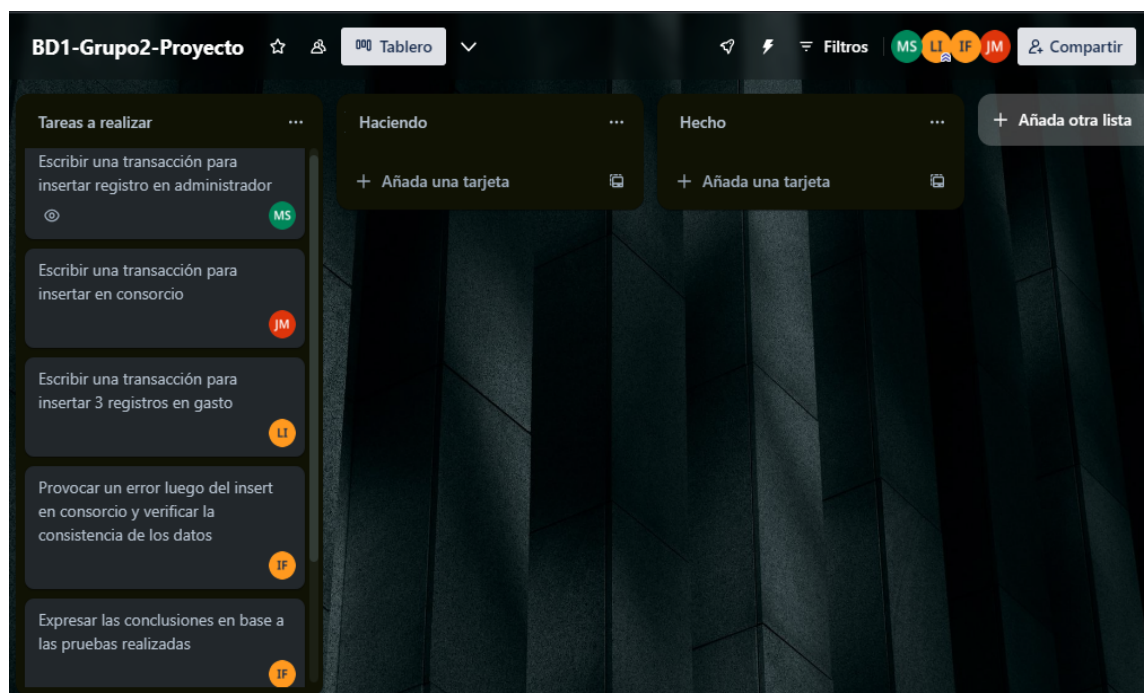 BD1-Grupo2-Proyecto Tablero Filtros MS LI IF JM Compartir
Tareas a realizar
Escribir una transacción para
insertar registro en administrador
MS
Escribir una transacción para
insertar en consorcio
JM
Escribir una transacción para
insertar 3 registros en gasto
LI
Provocar un error luego del insert
en consorcio y verificar la
consistencia de los datos
IF
Expresar las conclusiones en base a
las pruebas realizadas
IF
Haciendo
+ Añada una tarjeta
Hecho
+ Añada una tarjeta
+ Añada otra lista